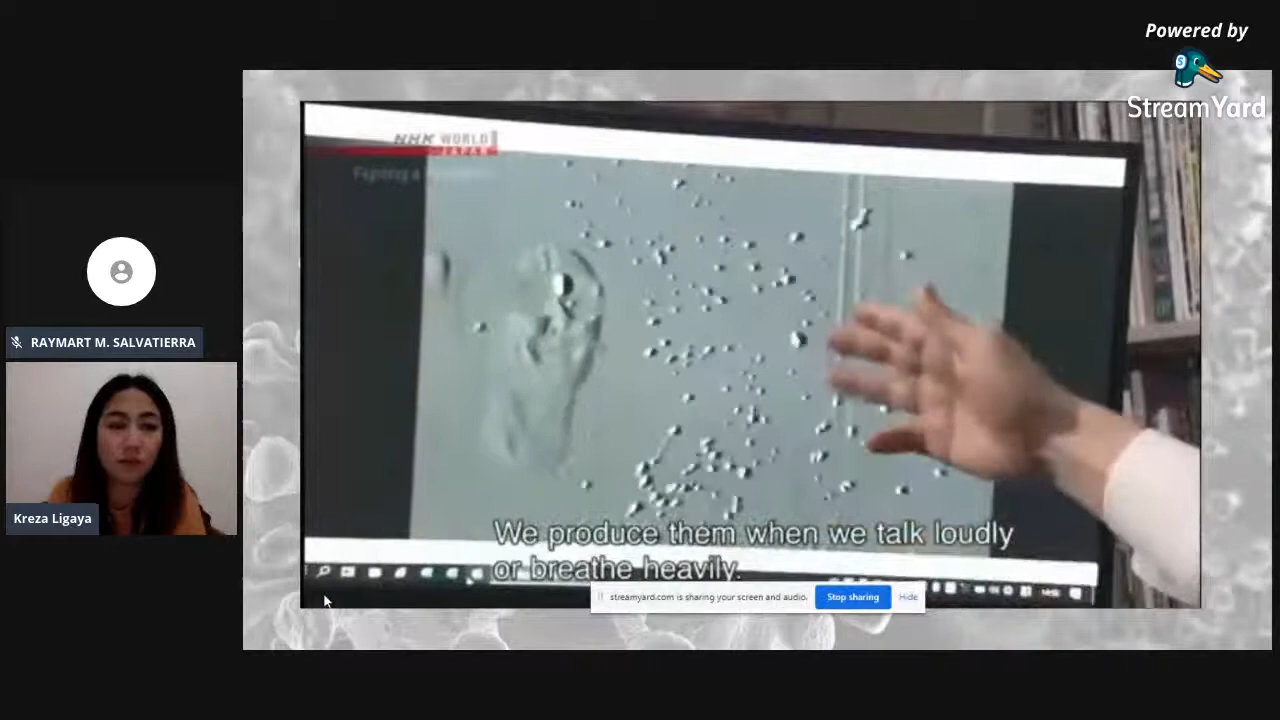 Powered by
StreamYard
NHK WORLD
JAPAN
We produce them when we talk loudly
or breathe heavily.
streamyard.com is sharing your screen and audio.
Stop sharing
Hide
RAYMART M. SALVATIERRA
Kreza Ligaya